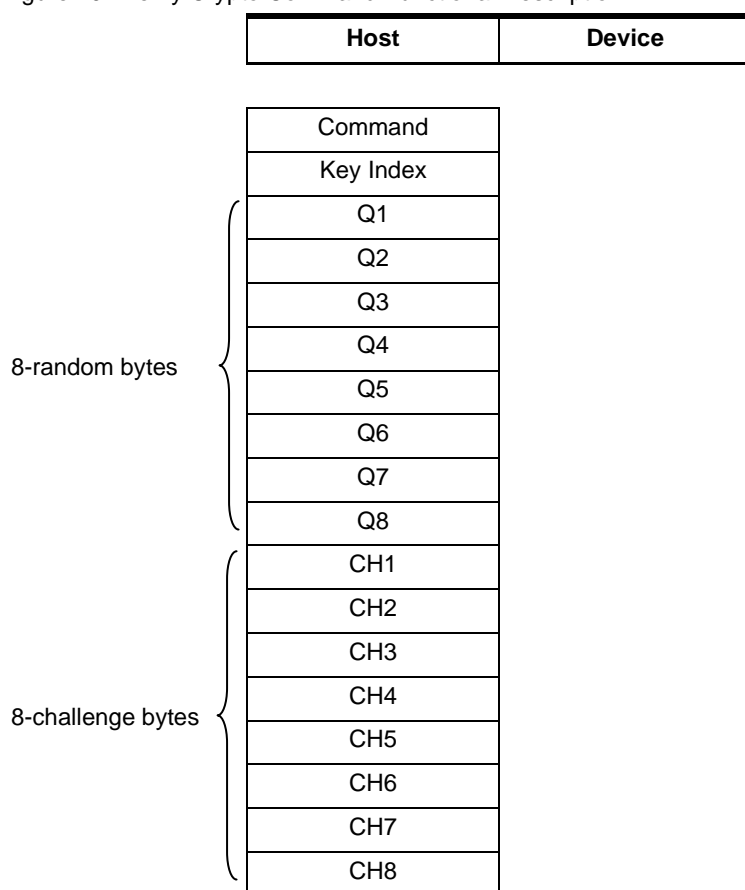 Host Device
Command
Key Index
Q1
Q2
Q3
Q4
8-random bytes
Q5
Q6
Q7
Q8
CH1
CH2
CH3
CH4
8-challenge bytes
CH5
CH6
CH7
CH8